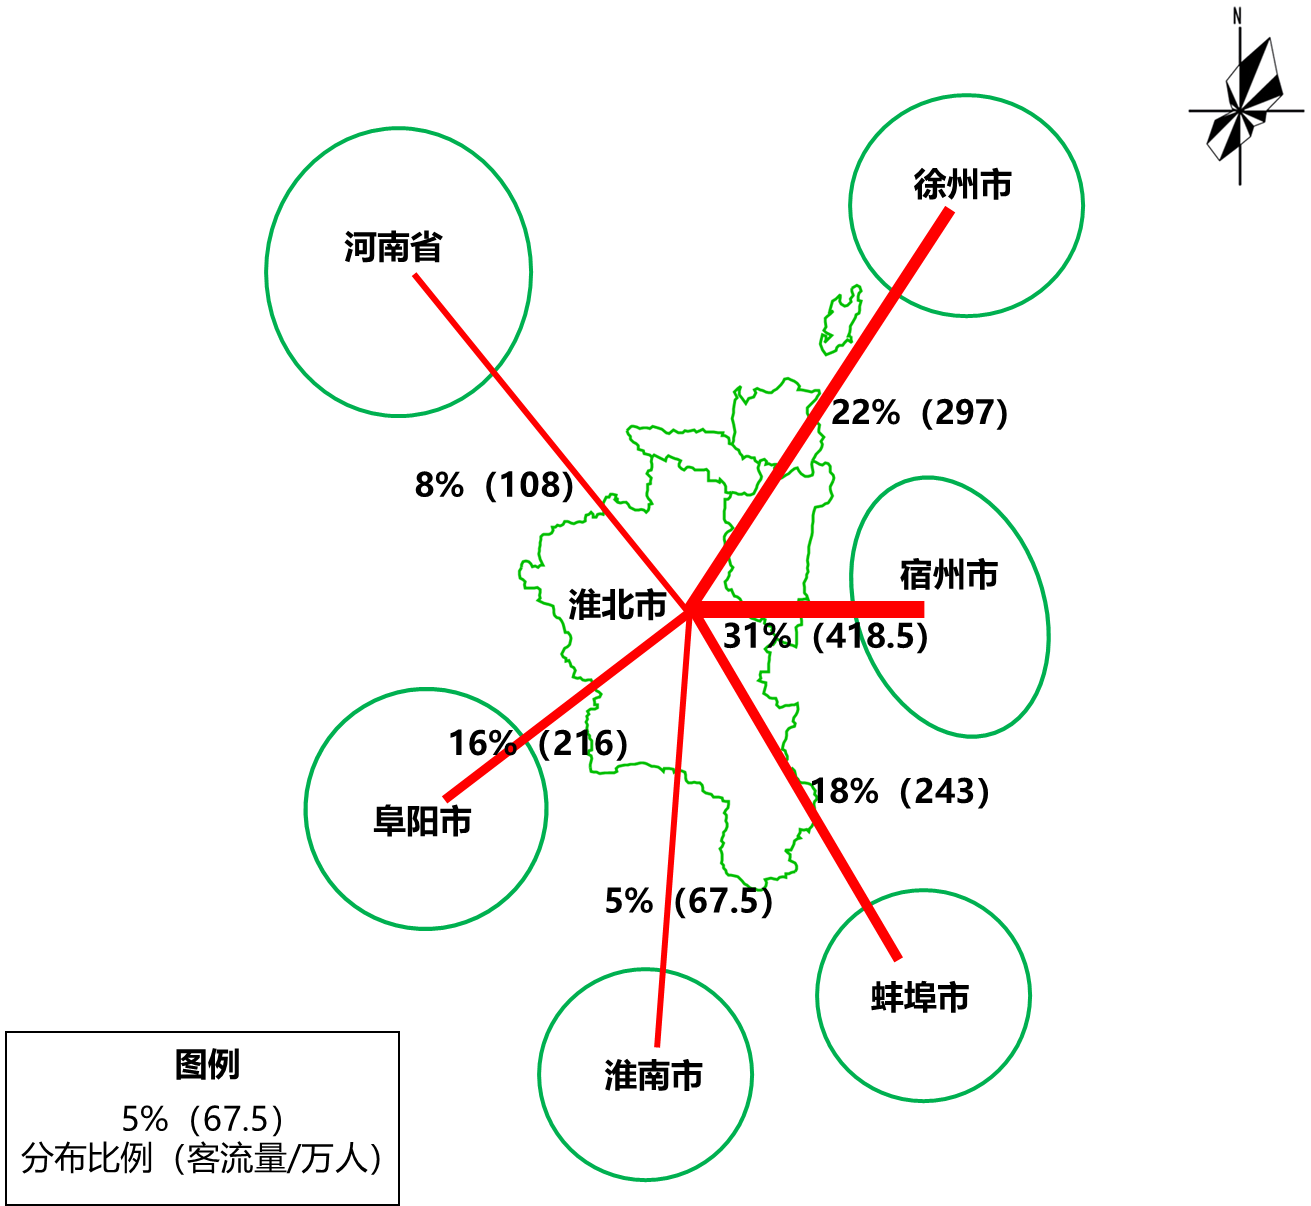 N
徐州市
河南省
22%（297）
8%（108）
宿州市
淮北市
31%（418.5）
16%（216）
18%（243）
阜阳市
5%（67.5）
蚌埠市
淮南市
图例
5%（67.5）
分布比例（客流量/万人）